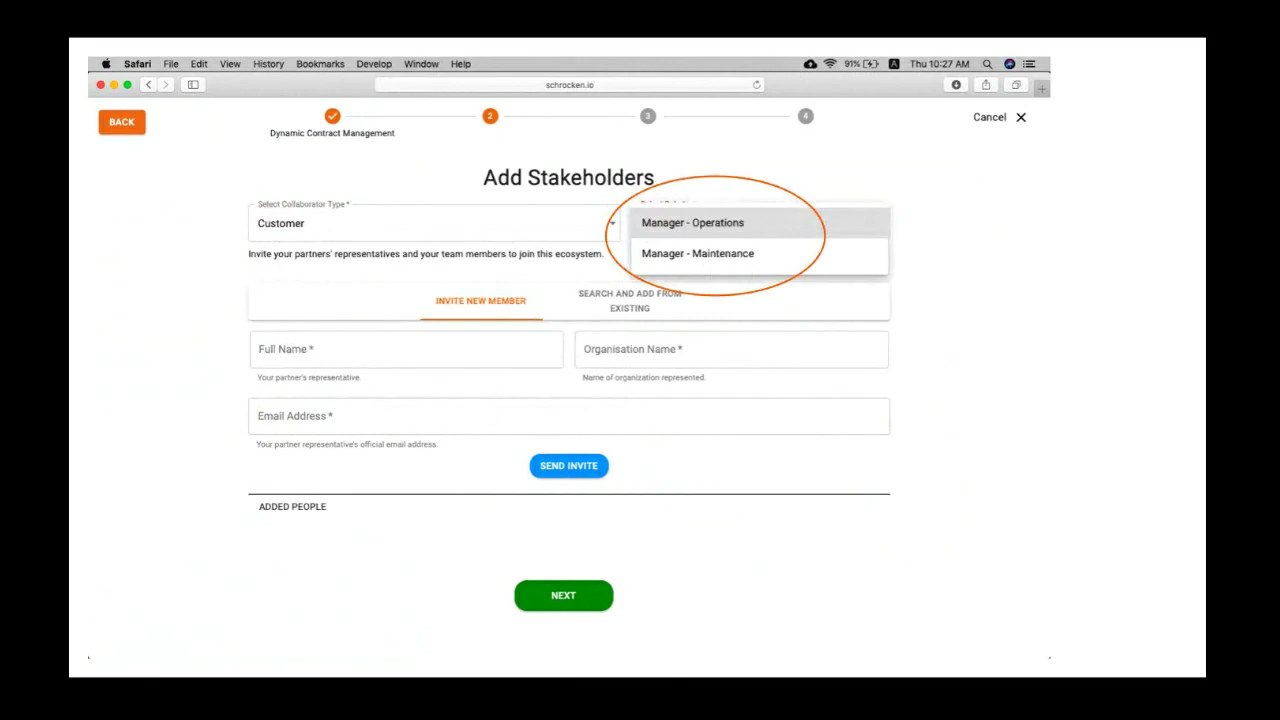 Safari File Edit View History Bookmarks Develop Window Help 91% A Thu 10:27 AM
schrocken.io
BACK
2 3 4
Cancel X
Dynamic Contract Management
Add Stakeholders
Select Collaborator Type *
Customer
Manager - Operations
Manager - Maintenance
Invite your partners' representatives and your team members to join this ecosystem.
INVITE NEW MEMBER
SEARCH AND ADD FROM
EXISTING
Full Name *
Organisation Name *
Your partner's representative.
Name of organization represented.
Email Address *
Your partner representative's official email address.
SEND INVITE
ADDED PEOPLE
NEXT